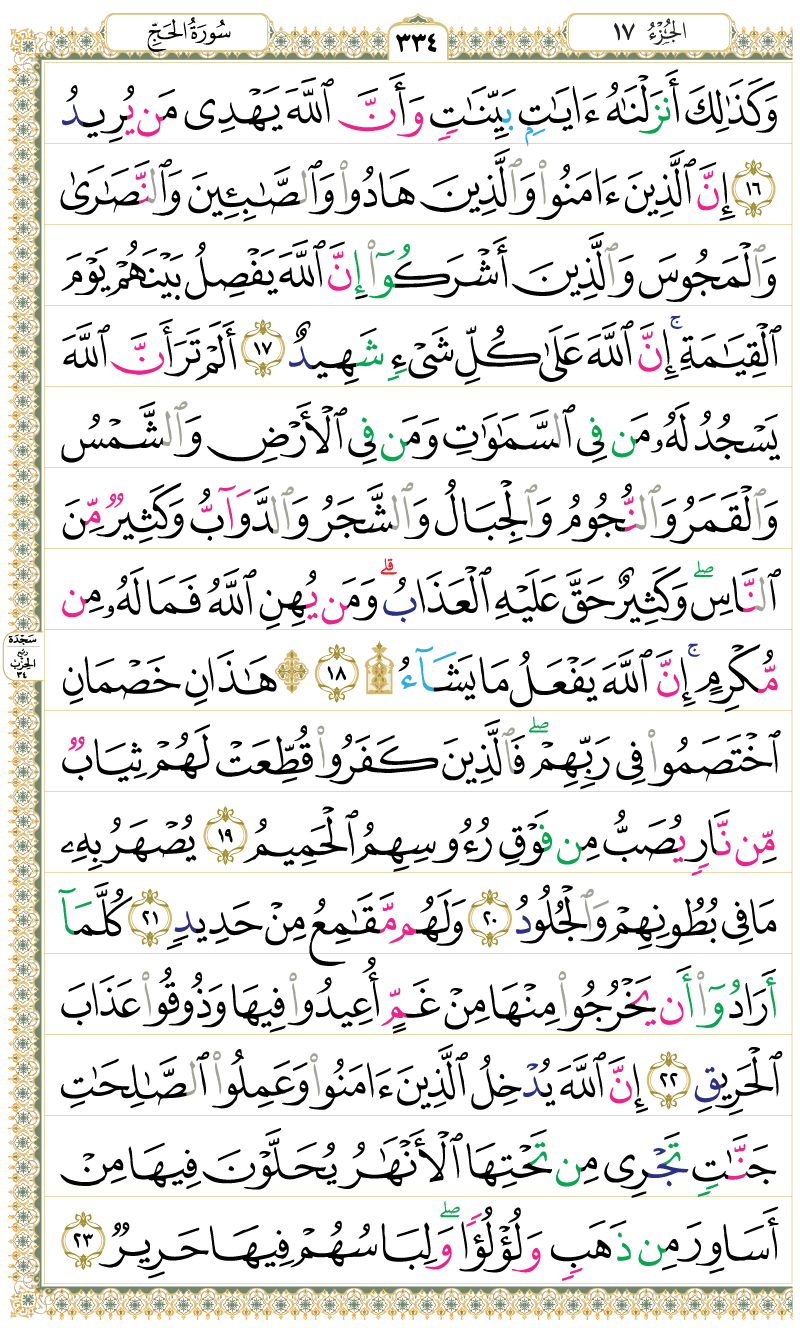 سُورَةُ الحَجِّ
٣٣٤
الجُزْءُ ١٧
وَكَذَٰلِكَ أَنزَلْنَٰهُ ءَايَٰتٍۭ بَيِّنَٰتٍ وَأَنَّ ٱللَّهَ يَهْدِى مَن يُرِيدُ
١٦ إِنَّ ٱلَّذِينَ ءَامَنُوا۟ وَٱلَّذِينَ هَادُوا۟ وَٱلصَّٰبِـِٔينَ وَٱلنَّصَٰرَىٰ
وَٱلْمَجُوسَ وَٱلَّذِينَ أَشْرَكُوٓا۟ إِنَّ ٱللَّهَ يَفْصِلُ بَيْنَهُمْ يَوْمَ
ٱلْقِيَٰمَةِ ۚ إِنَّ ٱللَّهَ عَلَىٰ كُلِّ شَىْءٍ شَهِيدٌ ١٧ أَلَمْ تَرَ أَنَّ ٱللَّهَ
يَسْجُدُ لَهُۥ مَن فِى ٱلسَّمَٰوَٰتِ وَمَن فِى ٱلْأَرْضِ وَٱلشَّمْسُ
وَٱلْقَمَرُ وَٱلنُّجُومُ وَٱلْجِبَالُ وَٱلشَّجَرُ وَٱلدَّوَآبُّ وَكَثِيرٌ مِّنَ
ٱلنَّاسِ ۖ وَكَثِيرٌ حَقَّ عَلَيْهِ ٱلْعَذَابُ ۗ وَمَن يُهِنِ ٱللَّهُ فَمَا لَهُۥ مِن
مُّكْرِمٍ ۚ إِنَّ ٱللَّهَ يَفْعَلُ مَا يَشَآءُ ۩ ١٨ ۞ هَٰذَانِ خَصْمَانِ
ٱخْتَصَمُوا۟ فِى رَبِّهِمْ ۖ فَٱلَّذِينَ كَفَرُوا۟ قُطِّعَتْ لَهُمْ ثِيَابٌ
مِّن نَّارٍ يُصَبُّ مِن فَوْقِ رُءُوسِهِمُ ٱلْحَمِيمُ ١٩ يُصْهَرُ بِهِۦ
مَا فِى بُطُونِهِمْ وَٱلْجُلُودُ ٢٠ وَلَهُم مَّقَٰمِعُ مِنْ حَدِيدٍ ٢١ كُلَّمَآ
أَرَادُوٓا۟ أَن يَخْرُجُوا۟ مِنْهَا مِنْ غَمٍّ أُعِيدُوا۟ فِيهَا وَذُوقُوا۟ عَذَابَ
ٱلْحَرِيقِ ٢٢ إِنَّ ٱللَّهَ يُدْخِلُ ٱلَّذِينَ ءَامَنُوا۟ وَعَمِلُوا۟ ٱلصَّٰلِحَٰتِ
جَنَّٰتٍ تَجْرِى مِن تَحْتِهَا ٱلْأَنْهَٰرُ يُحَلَّوْنَ فِيهَا مِنْ
أَسَاوِرَ مِن ذَهَبٍ وَلُؤْلُؤًا ۖ وَلِبَاسُهُمْ فِيهَا حَرِيرٌ ٢٣
سَجْدَة
ربع
الحِزْب
٣٤